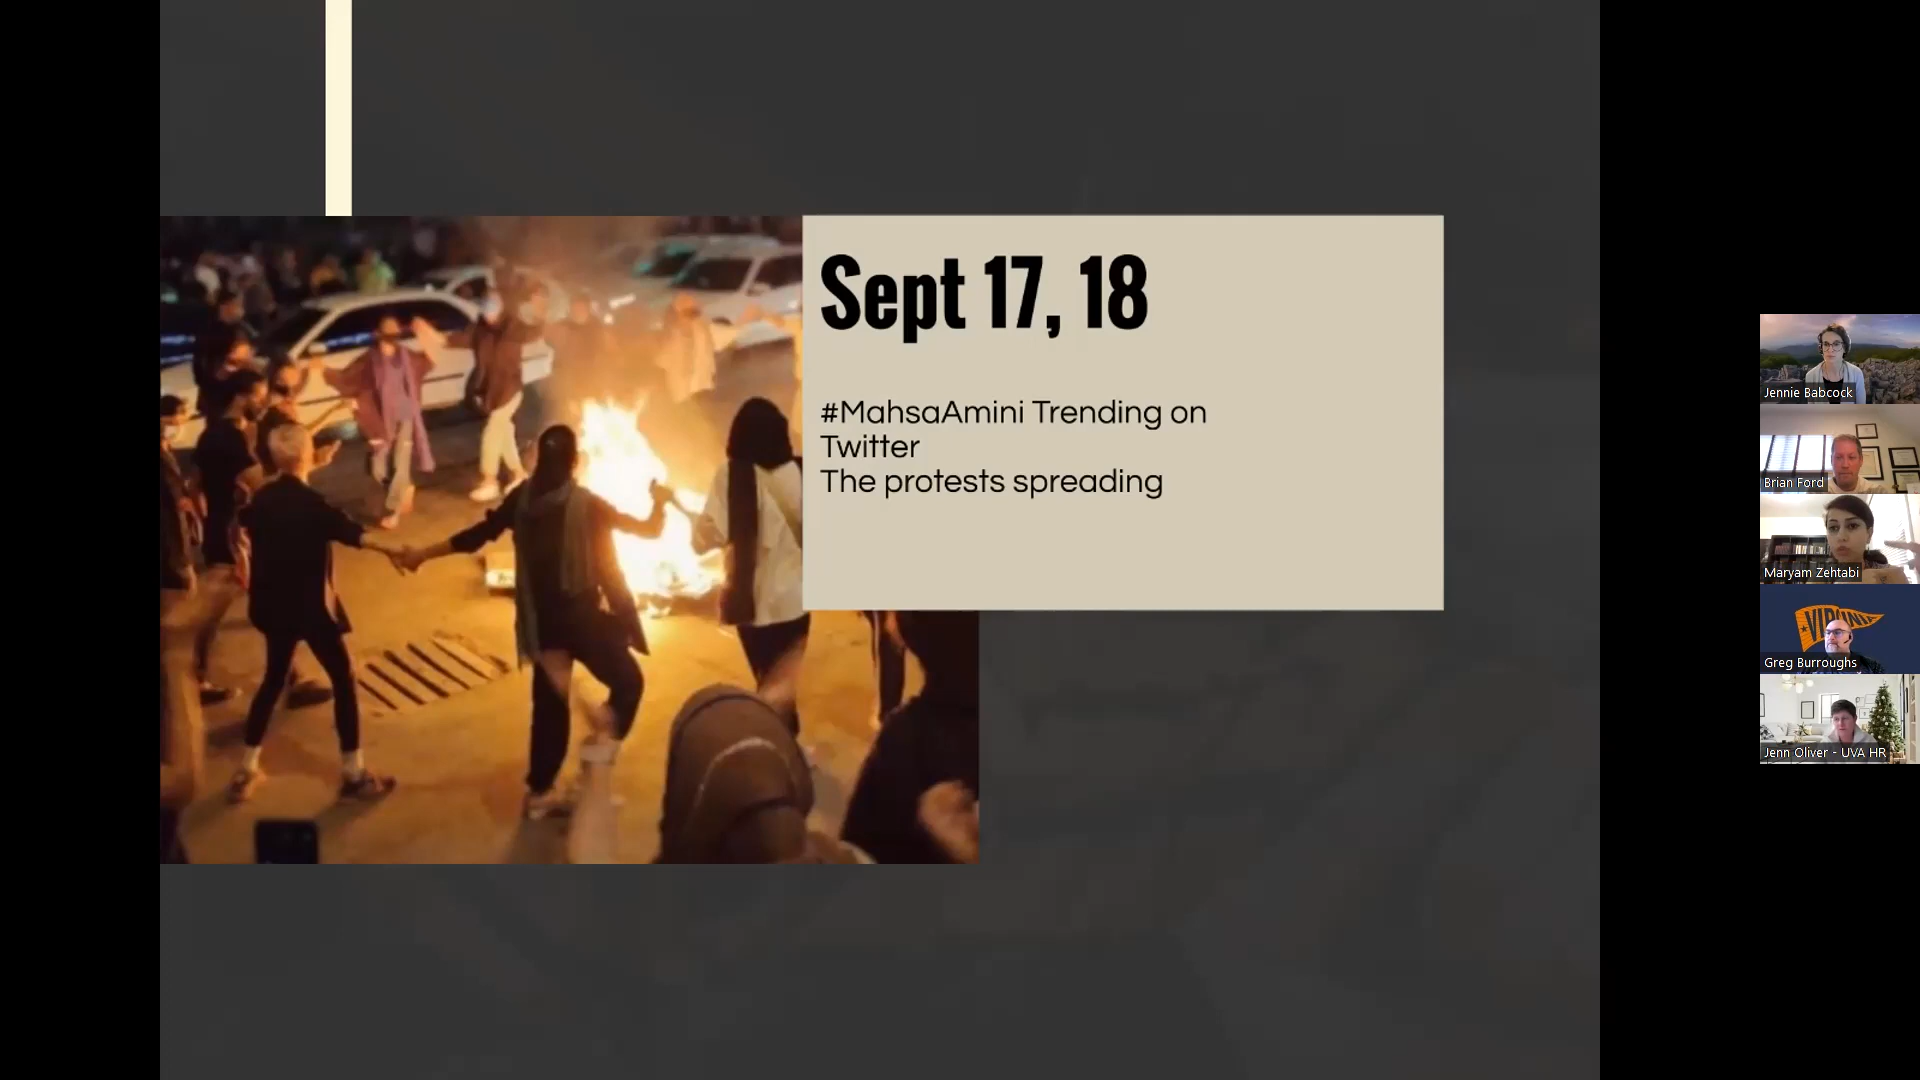 Sept 17, 18
#MahsaAmini Trending on
Twitter
The protests spreading
Jennie Babcock
Brian Ford
Maryam Zehtabi
VIRGINIA
Greg Burroughs
Jenn Oliver - UVA HR